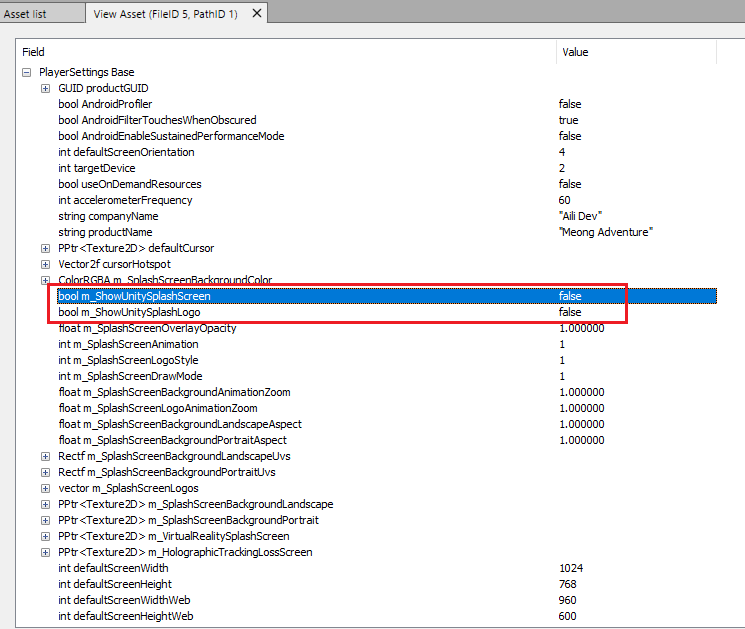 Asset list
View Asset (FileID 5, PathID 1)
Field Value
PlayerSettings Base
GUID productGUID
bool AndroidProfiler false
bool AndroidFilterTouchesWhenObscured true
bool AndroidEnableSustainedPerformanceMode false
int defaultScreenOrientation 4
int targetDevice 2
bool useOnDemandResources false
int accelerometerFrequency 60
string companyName "Aili Dev"
string productName "Meong Adventure"
PPtr<Texture2D> defaultCursor
Vector2f cursorHotspot
ColorRGBA m_SplashScreenBackgroundColor
bool m_ShowUnitySplashScreen false
bool m_ShowUnitySplashLogo false
float m_SplashScreenOverlayOpacity 1.000000
int m_SplashScreenAnimation 1
int m_SplashScreenLogoStyle 1
int m_SplashScreenDrawMode 1
float m_SplashScreenBackgroundAnimationZoom 1.000000
float m_SplashScreenLogoAnimationZoom 1.000000
float m_SplashScreenBackgroundLandscapeAspect 1.000000
float m_SplashScreenBackgroundPortraitAspect 1.000000
Rectf m_SplashScreenBackgroundLandscapeUvs
Rectf m_SplashScreenBackgroundPortraitUvs
vector m_SplashScreenLogos
PPtr<Texture2D> m_SplashScreenBackgroundLandscape
PPtr<Texture2D> m_SplashScreenBackgroundPortrait
PPtr<Texture2D> m_VirtualRealitySplashScreen
PPtr<Texture2D> m_HolographicTrackingLossScreen
int defaultScreenWidth 1024
int defaultScreenHeight 768
int defaultScreenWidthWeb 960
int defaultScreenHeightWeb 600